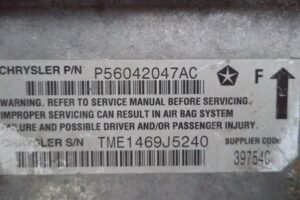 CHRYSLER P/N P56042047AC
F
WARNING. REFER TO SERVICE MANUAL BEFORE SERVICING.
IMPROPER SERVICING CAN RESULT IN AIR BAG SYSTEM
FAILURE AND POSSIBLE DRIVER AND/OR PASSENGER INJURY.
CHRYSLER S/N TME1469J5240 SUPPLIER CODE
39754C